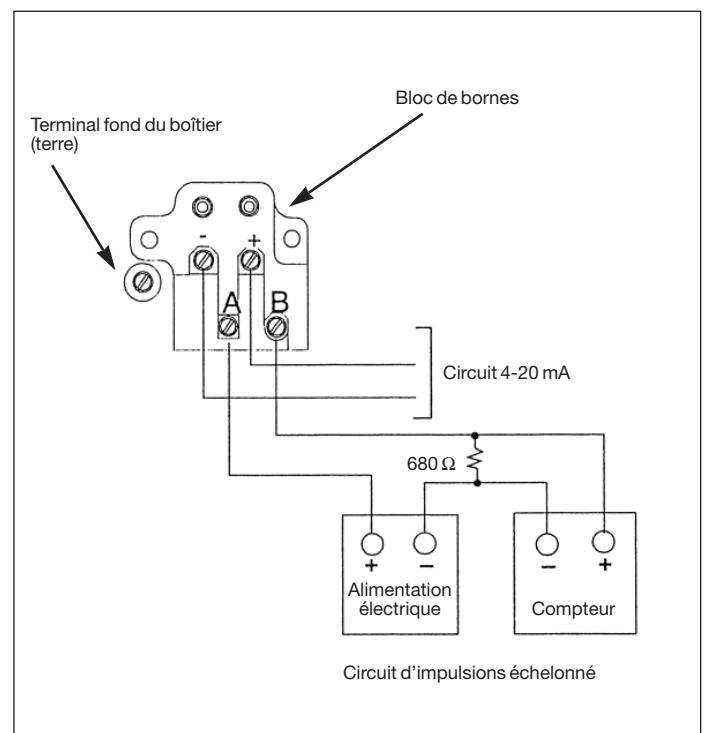 Bloc de bornes
Terminal fond du boîtier
(terre)
- +
A B
Circuit 4-20 mA
680 Ω
+ − − +
Alimentation
électrique
Compteur
Circuit d’impulsions échelonné